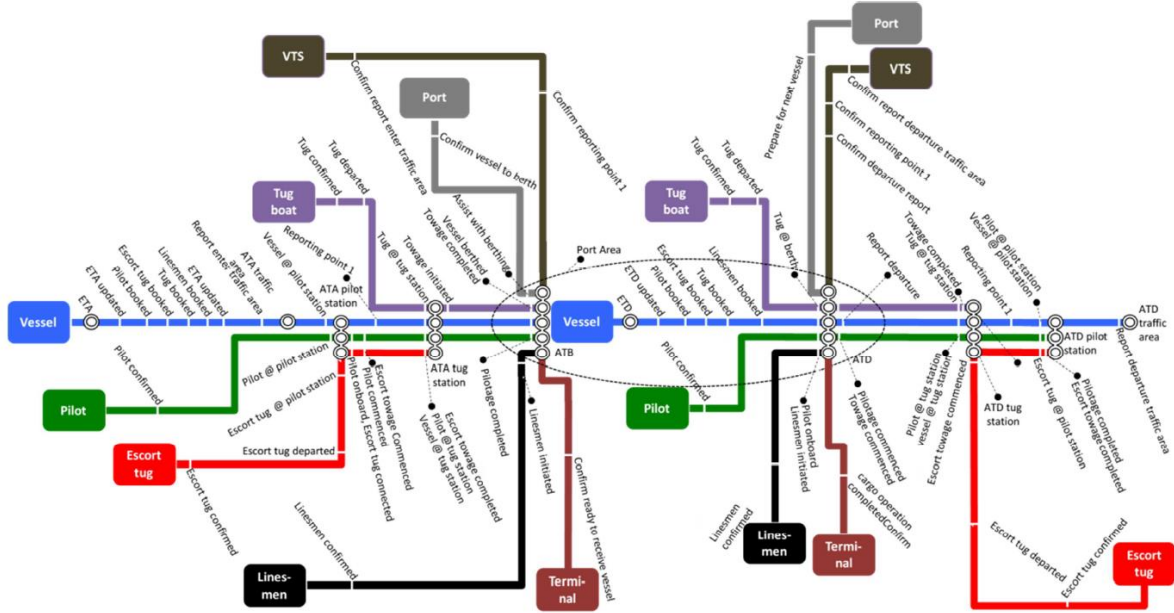 Port
VTS
VTS
Port
Confirm report enter traffic area
Confirm reporting point 1
Confirm vessel to berth
Prepare for next vessel
Confirm report departure traffic area
Confirm reporting point 1
Confirm departure report
Tug boat
Tug confirmed
Tug departed
Assist with berthing
Vessel berthed
Towage completed
Tug boat
Tug confirmed
Tug departed
Tug @ berth
Port Area
Report departure
Towage completed
Tug @ tug station
Reporting point 1
Pilot @ pilot station
Vessel @ pilot station
Vessel
ETA
ETA updated
Pilot booked
Escort tug booked
Tug booked
Linesmen booked
ETA updated
Report enter traffic area
ATA traffic area
Vessel @ pilot station
Reporting point 1
ATA pilot station
Tug @ tug station
Towage initiated
Vessel
ETD
ETD updated
Pilot booked
Escort tug booked
Tug booked
Linesmen booked
ATD traffic area
ATD pilot station
Report departure traffic area
ATB
ATD
ATA tug station
ATD tug station
Pilot
Pilot confirmed
Pilot @ pilot station
Escort tug @ pilot station
Pilot onboard, Escort tug connected
Pilot commenced
Escort towage Commenced
Vessel @ tug station
Pilot @ tug station
Escort towage completed
Pilotage completed
Linesmen initiated
Pilot
Pilot confirmed
Linesmen initiated
Pilot onboard
Towage commenced
Pilotage commenced
Pilot @ tug station
vessel @ tug station
Escort towage commenced
Escort tug @ pilot station
Escort towage completed
Pilotage completed
Escort tug
Escort tug departed
Escort tug confirmed
Linesmen confirmed
Lines-
men
Confirm ready to receive vessel
Termi-
nal
Linesmen confirmed
Lines-
men
cargo operation
completedConfirm
Termi-
nal
Escort tug departed
Escort tug confirmed
Escort tug